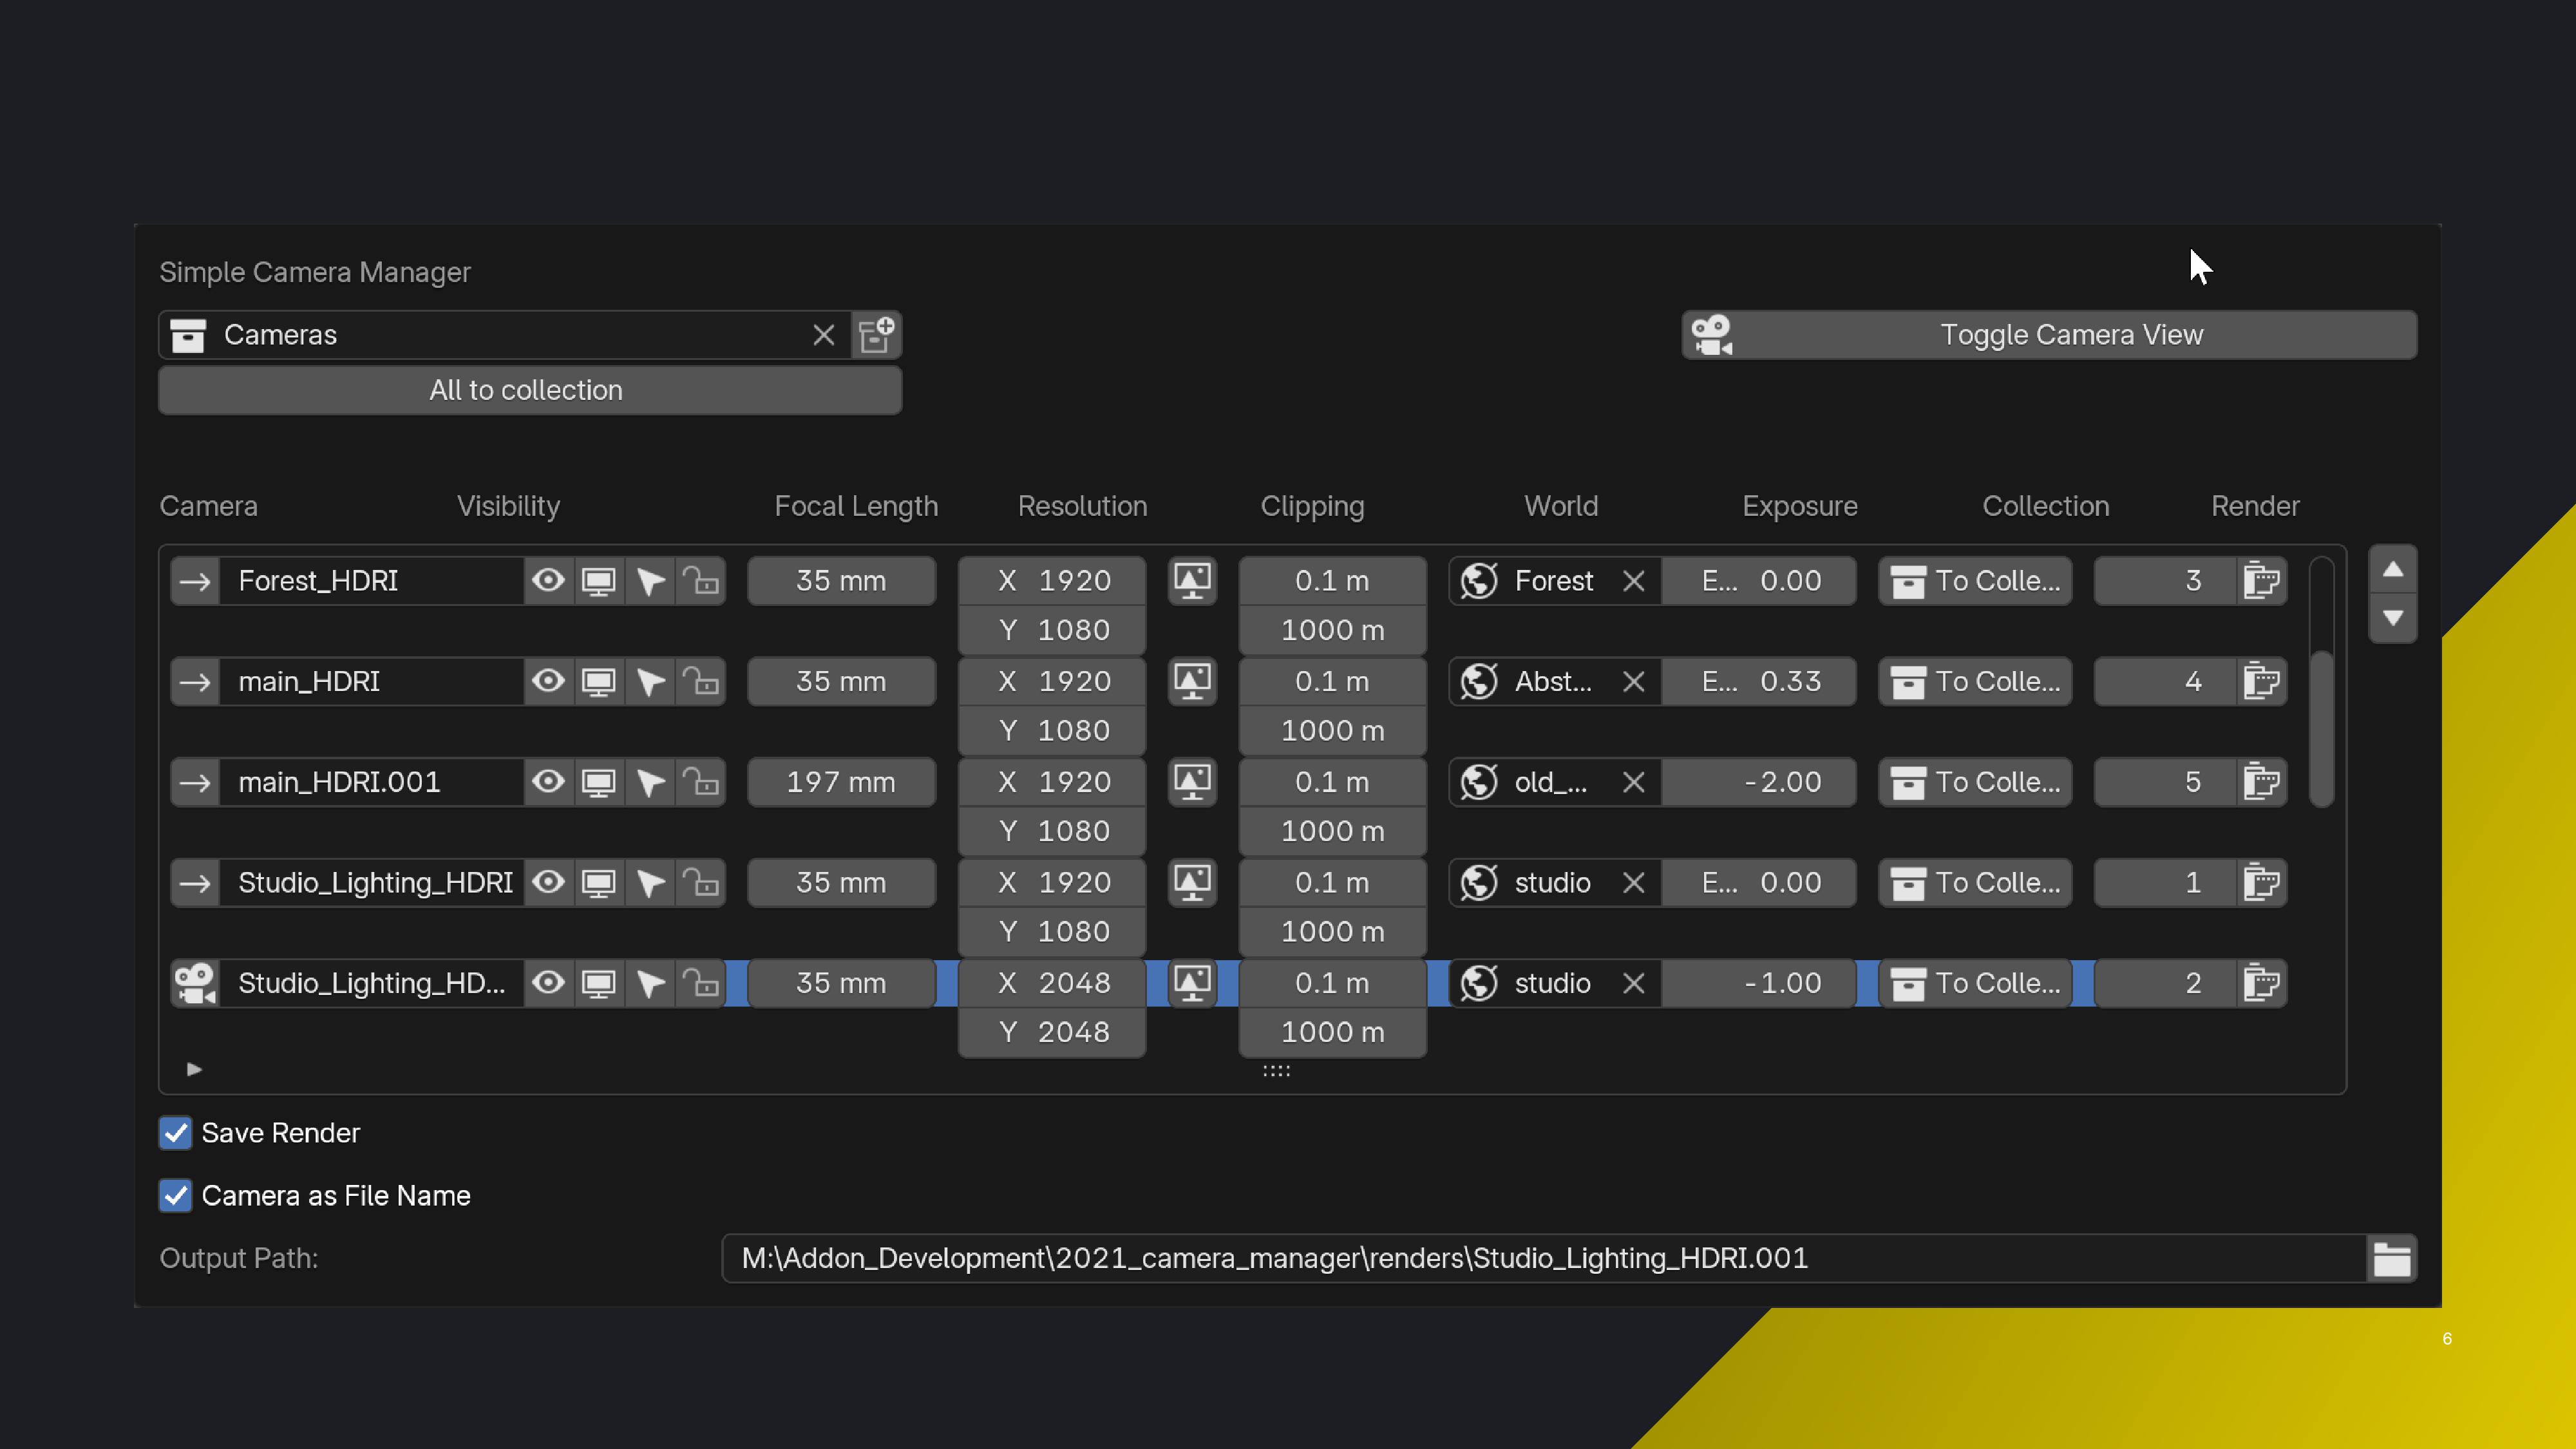 Simple Camera Manager
Cameras
Toggle Camera View
All to collection
Camera Visibility Focal Length Resolution Clipping World Exposure Collection Render
Forest_HDRI 35 mm X 1920 0.1 m Forest E... 0.00 To Colle... 3
Y 1080 1000 m
main_HDRI 35 mm X 1920 0.1 m Abst... E... 0.33 To Colle... 4
Y 1080 1000 m
main_HDRI.001 197 mm X 1920 0.1 m old_... -2.00 To Colle... 5
Y 1080 1000 m
Studio_Lighting_HDRI 35 mm X 1920 0.1 m studio E... 0.00 To Colle... 1
Y 1080 1000 m
Studio_Lighting_HD... 35 mm X 2048 0.1 m studio -1.00 To Colle... 2
Y 2048 1000 m
Save Render
Camera as File Name
Output Path: M:\Addon_Development\2021_camera_manager\renders\Studio_Lighting_HDRI.001
6